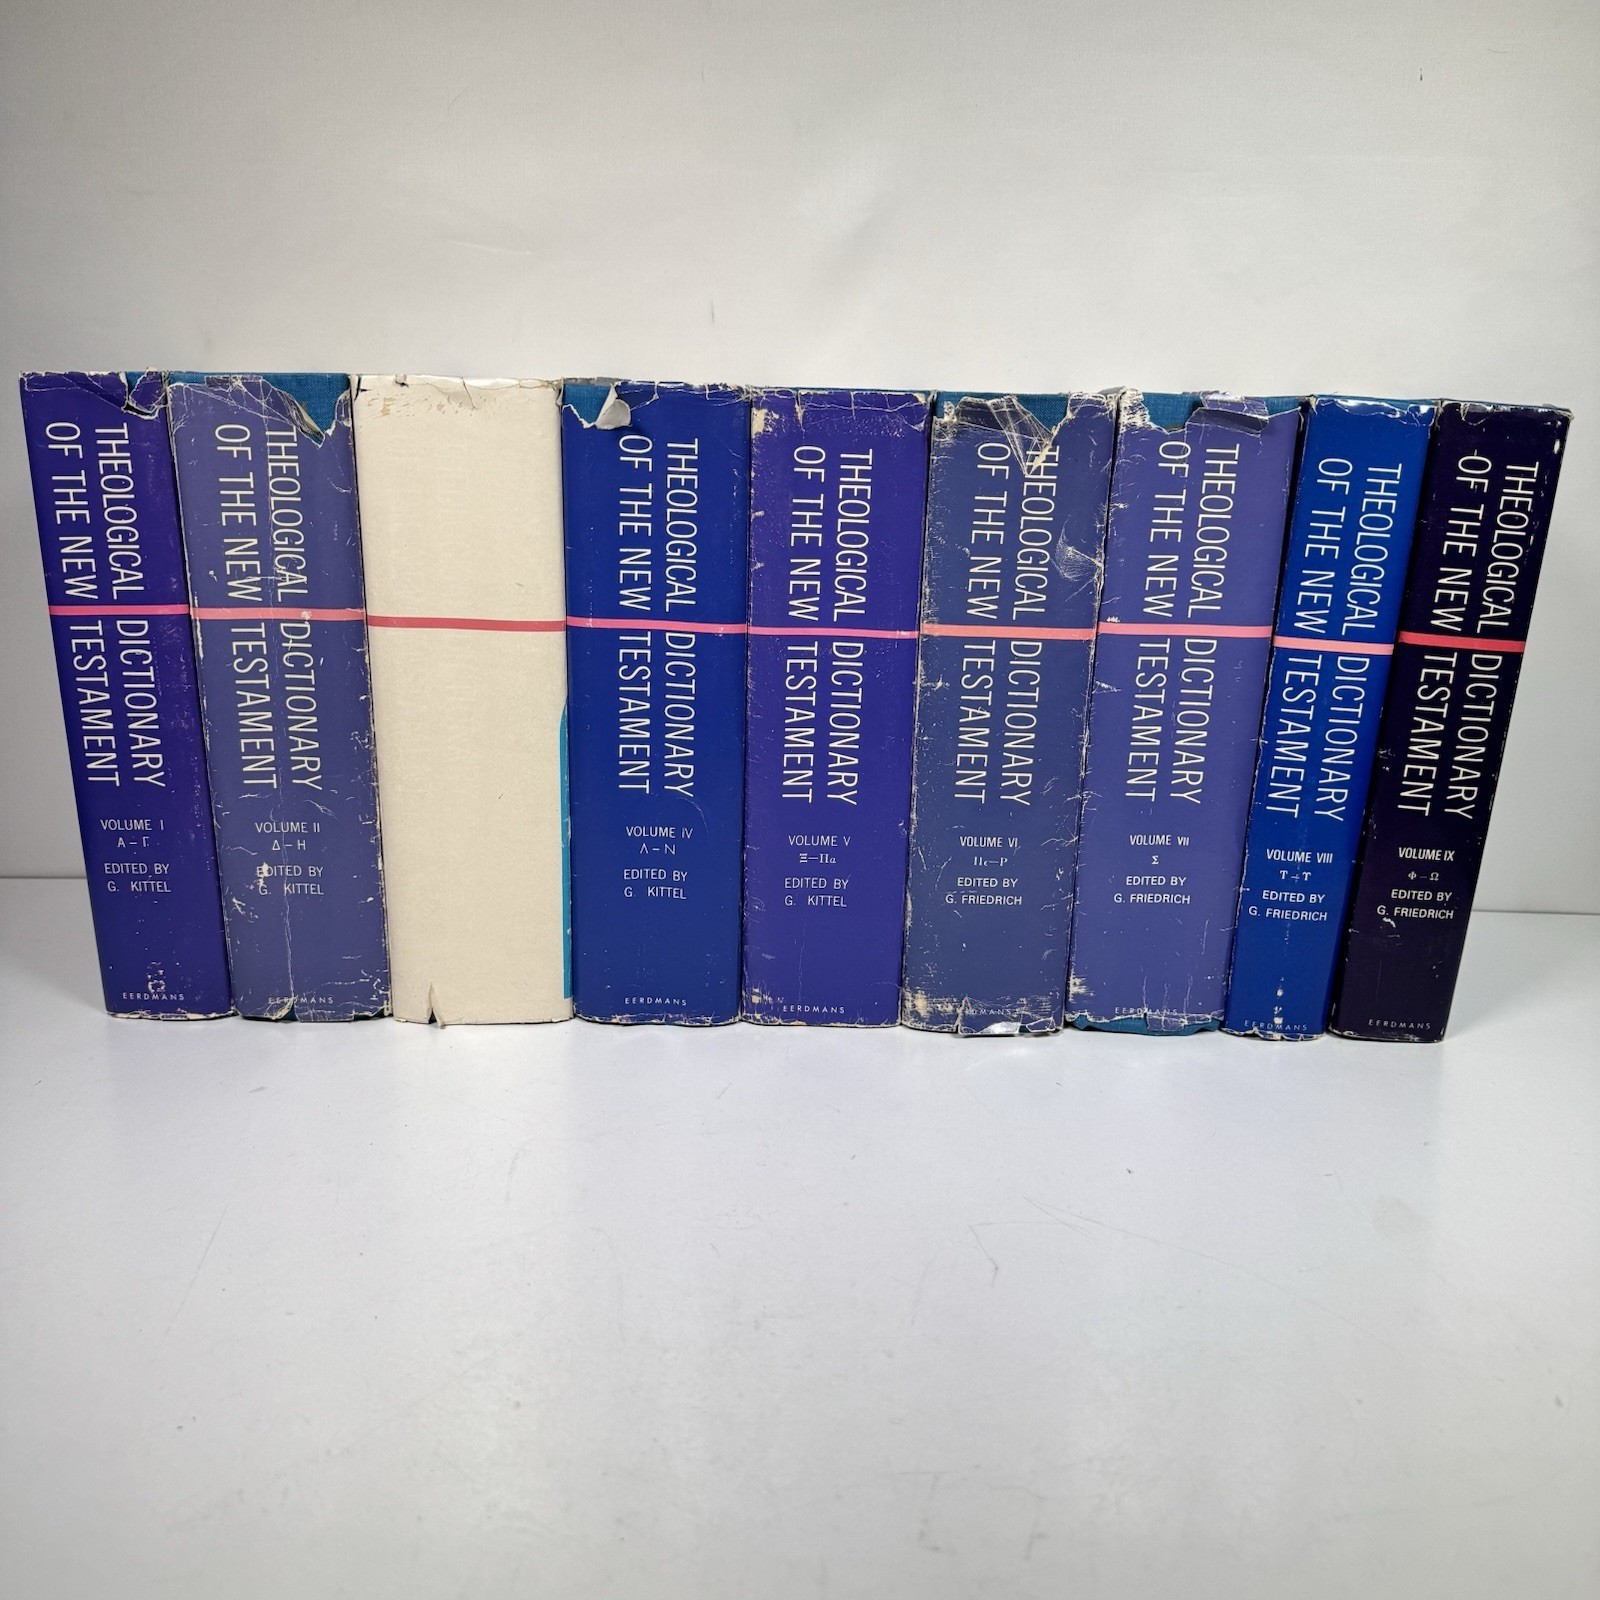 THEOLOGICAL DICTIONARY
OF THE NEW TESTAMENT
VOLUME I
Α–Γ
EDITED BY
G. KITTEL
EERDMANS
THEOLOGICAL DICTIONARY
OF THE NEW TESTAMENT
VOLUME II
Δ–Η
EDITED BY
G. KITTEL
EERDMANS
THEOLOGICAL DICTIONARY
OF THE NEW TESTAMENT
VOLUME IV
Λ–Ν
EDITED BY
G. KITTEL
EERDMANS
THEOLOGICAL DICTIONARY
OF THE NEW TESTAMENT
VOLUME V
Ξ–Πα
EDITED BY
G. KITTEL
EERDMANS
THEOLOGICAL DICTIONARY
OF THE NEW TESTAMENT
VOLUME VI
Πε–Ρ
EDITED BY
G. FRIEDRICH
EERDMANS
THEOLOGICAL DICTIONARY
OF THE NEW TESTAMENT
VOLUME VII
Σ
EDITED BY
G. FRIEDRICH
EERDMANS
THEOLOGICAL DICTIONARY
OF THE NEW TESTAMENT
VOLUME VIII
Τ–Υ
EDITED BY
G. FRIEDRICH
EERDMANS
THEOLOGICAL DICTIONARY
OF THE NEW TESTAMENT
VOLUME IX
Φ–Ω
EDITED BY
G. FRIEDRICH
EERDMANS